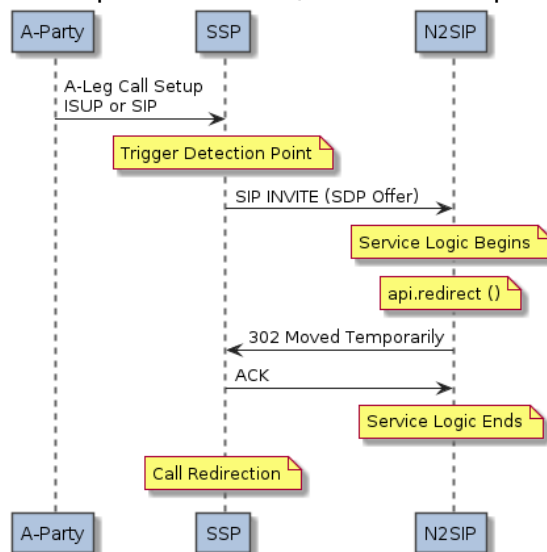 A-Party SSP N2SIP
A-Leg Call Setup
ISUP or SIP
Trigger Detection Point
SIP INVITE (SDP Offer)
Service Logic Begins
api.redirect ()
302 Moved Temporarily
ACK
Service Logic Ends
Call Redirection
A-Party SSP N2SIP